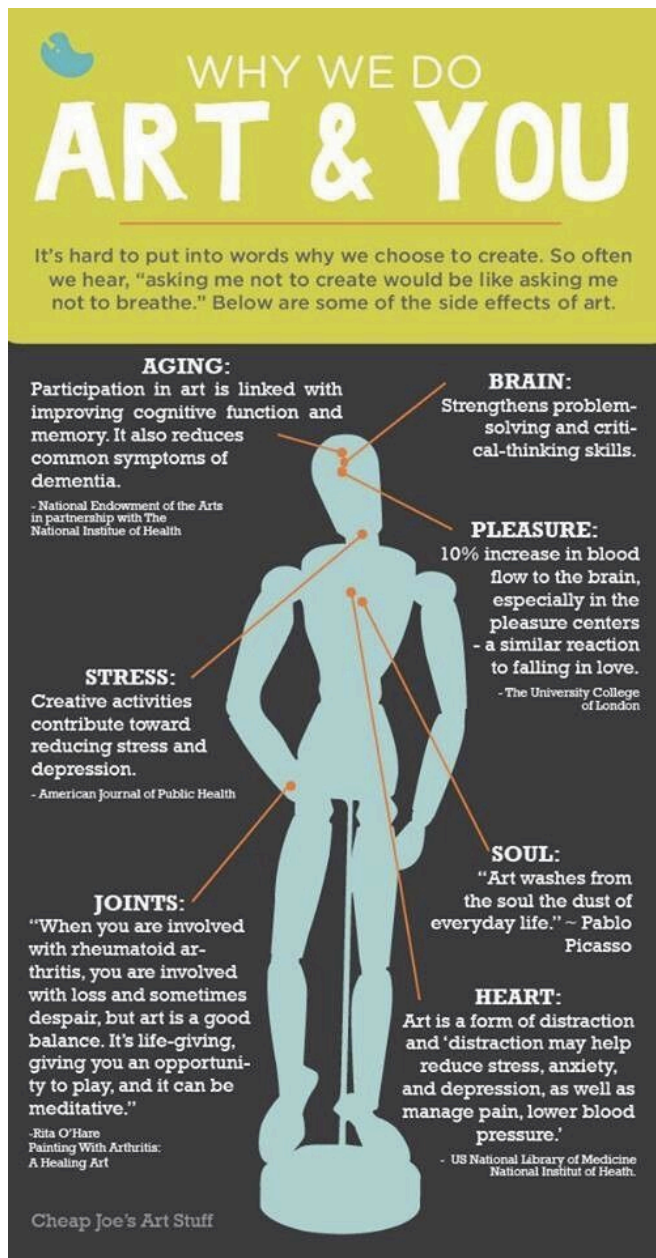 WHY WE DO
ART & YOU
It's hard to put into words why we choose to create. So often
we hear, “asking me not to create would be like asking me
not to breathe.” Below are some of the side effects of art.
AGING:
Participation in art is linked with
improving cognitive function and
memory. It also reduces
common symptoms of
dementia.
- National Endowment of the Arts
in partnership with The
National Institue of Health
BRAIN:
Strengthens problem-
solving and criti-
cal-thinking skills.
PLEASURE:
10% increase in blood
flow to the brain,
especially in the
pleasure centers
- a similar reaction
to falling in love.
- The University College
of London
STRESS:
Creative activities
contribute toward
reducing stress and
depression.
- American Journal of Public Health
SOUL:
“Art washes from
the soul the dust of
everyday life.” ~ Pablo
Picasso
JOINTS:
“When you are involved
with rheumatoid ar-
thritis, you are involved
with loss and sometimes
despair, but art is a good
balance. It's life-giving,
giving you an opportuni-
ty to play, and it can be
meditative.”
-Rita O'Hare
Painting With Arthritis:
A Healing Art
HEART:
Art is a form of distraction
and ‘distraction may help
reduce stress, anxiety,
and depression, as well as
manage pain, lower blood
pressure.’
- US National Library of Medicine
National Institut of Heath.
Cheap Joe's Art Stuff